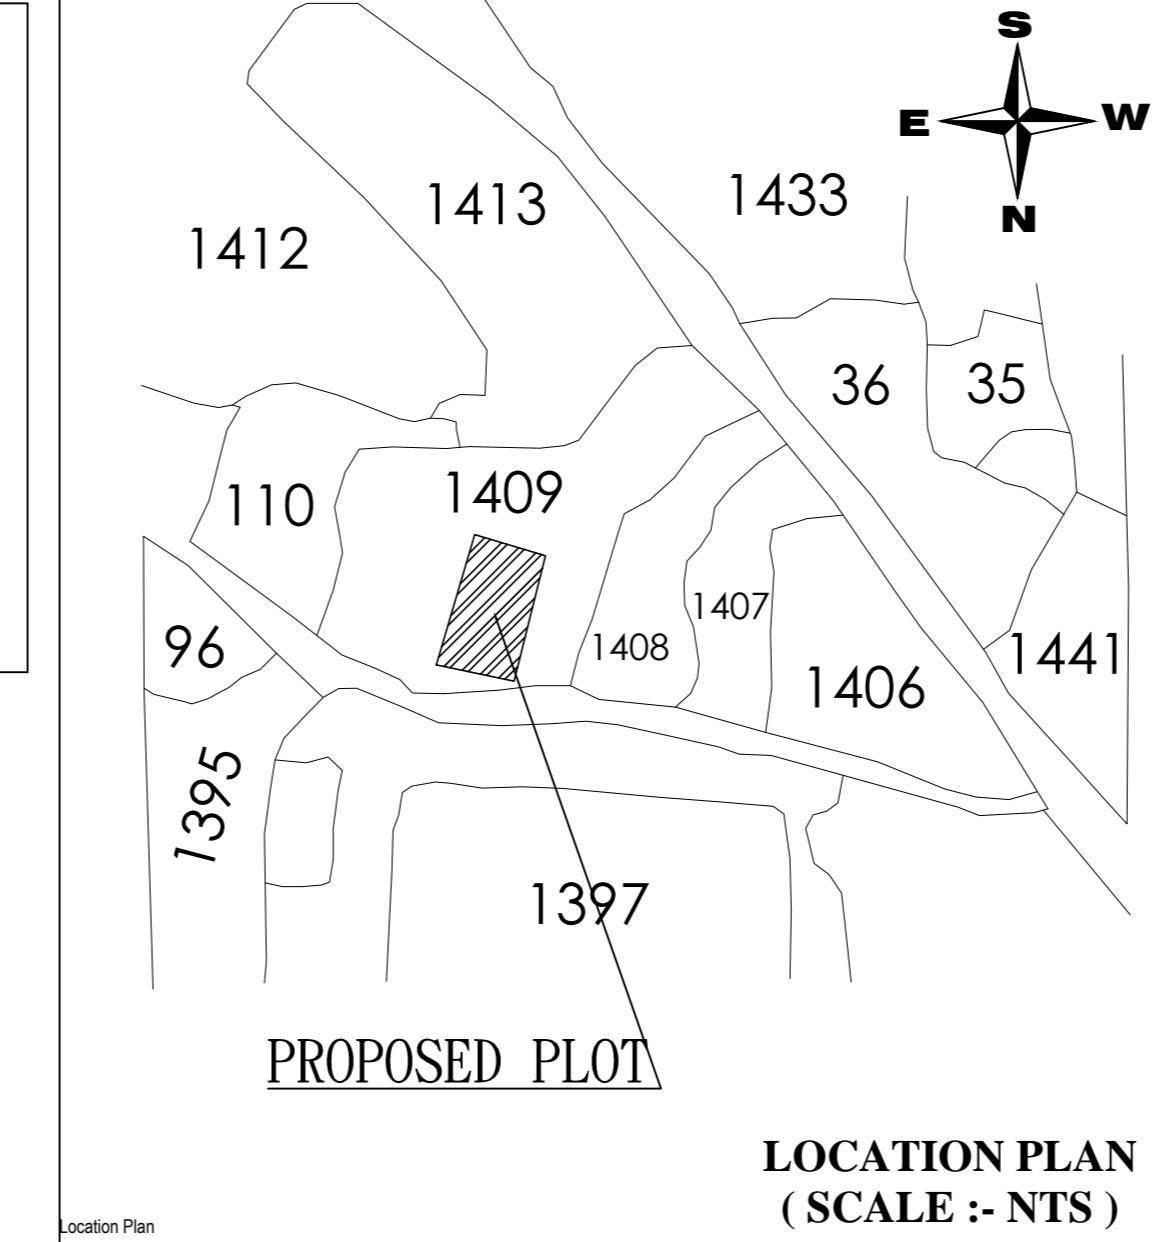 S
E
W
N
1433
1413
1412
36
35
1409
110
1407
1408
96
1441
1406
1395
1397
PROPOSED PLOT
LOCATION PLAN
( SCALE :- NTS )
Location Plan